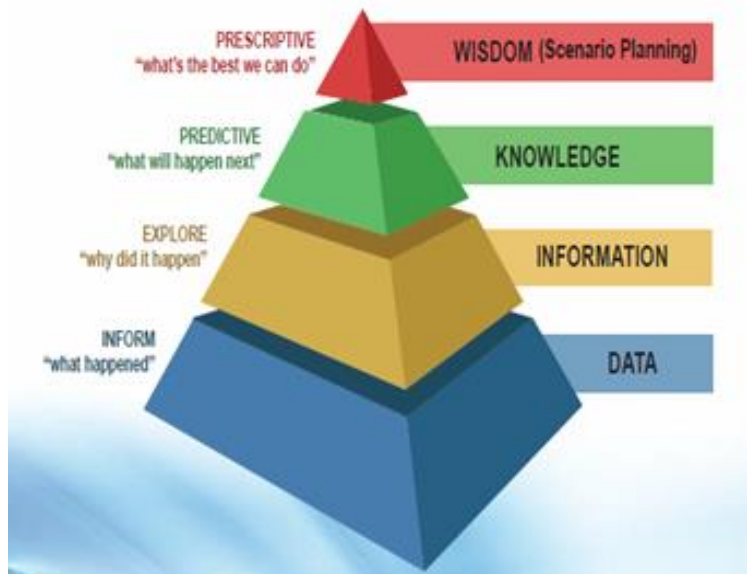 PRESCRIPTIVE
"what's the best we can do"
WISDOM (Scenario Planning)
PREDICTIVE
"what will happen next"
KNOWLEDGE
EXPLORE
"why did it happen"
INFORMATION
INFORM
"what happened"
DATA